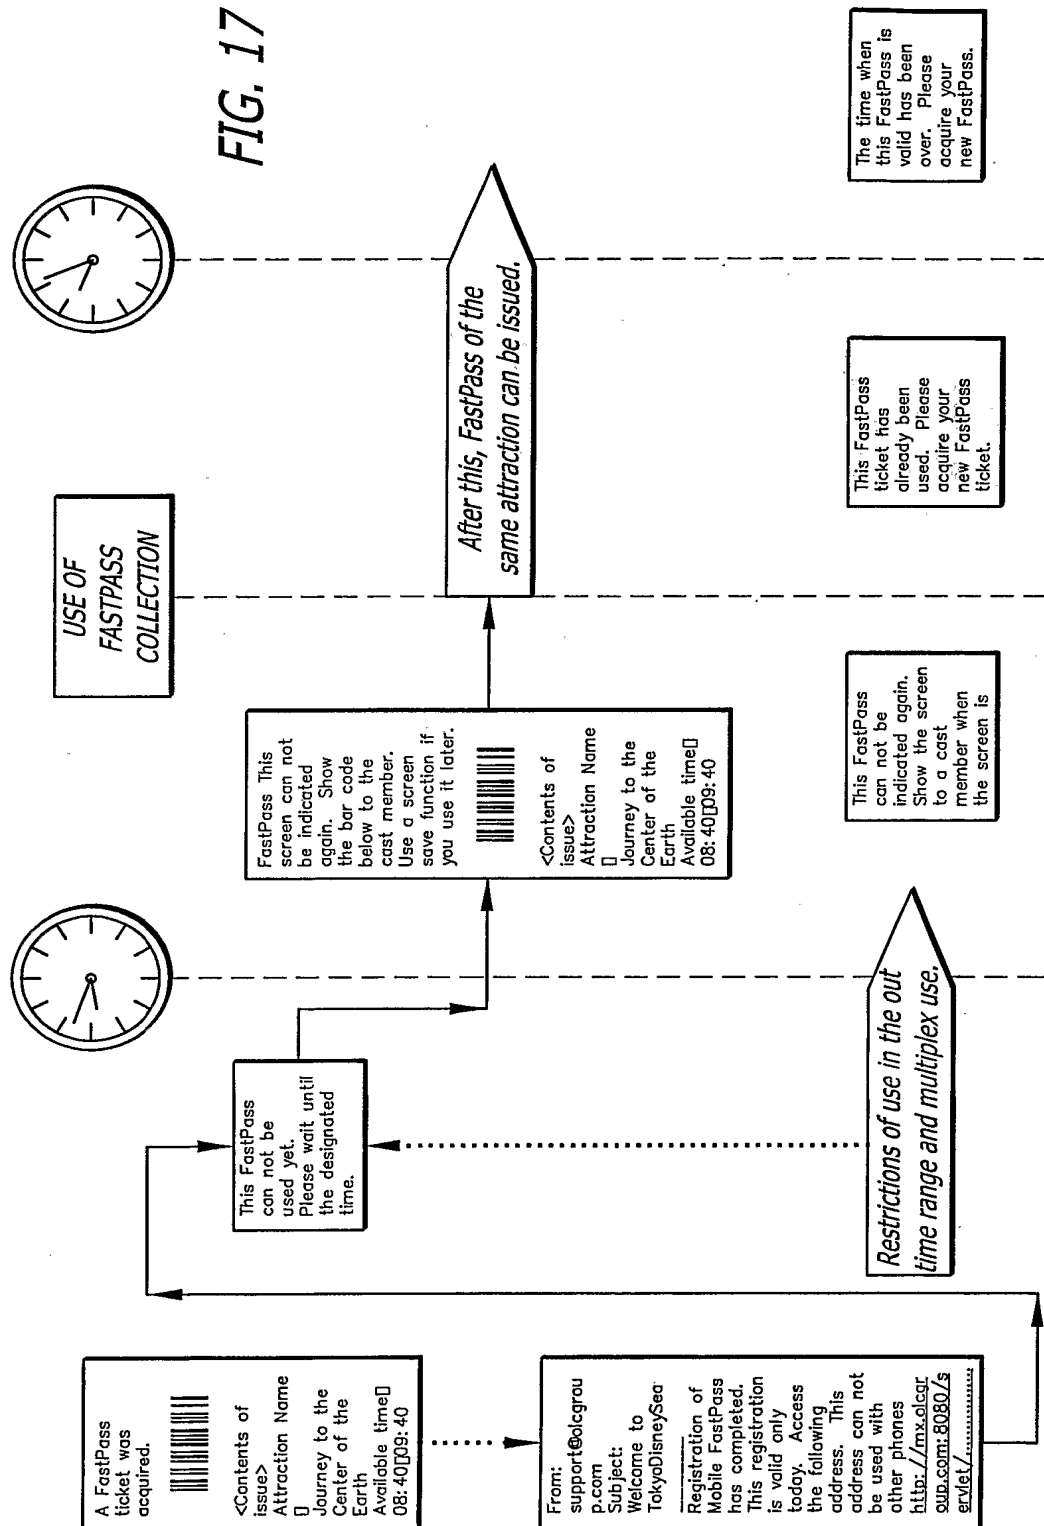 FIG. 17
A FastPass
ticket was
acquired.
<Contents of
issue>
Attraction Name
▯
Journey to the
Center of the
Earth
Available time▯
08:40▯09:40
From:
support@olcgrou
p.com
Subject:
Welcome to
TokyoDisneySea
Registration of
Mobile FastPass
has completed.
This registration
is valid only
today. Access
the following
address. This
address can not
be used with
other phones
http://mx.olcgr
oup.com:8080/s
ervlet/..................
This FastPass
can not be
used yet.
Please wait until
the designated
time.
Restrictions of use in the out
time range and multiplex use.
FastPass This
screen can not
be indicated
again. Show
the bar code
below to the
cast member.
Use a screen
save function if
you use it later.
<Contents of
issue>
Attraction Name
▯
Journey to the
Center of the
Earth
Available time▯
08:40▯09:40
This FastPass
can not be
indicated again.
Show the screen
to a cast
member when
the screen is
USE OF
FASTPASS
COLLECTION
After this, FastPass of the
same attraction can be issued.
This FastPass
ticket has
already been
used. Please
acquire your
new FastPass
ticket.
The time when
this FastPass is
valid has been
over. Please
acquire your
new FastPass.